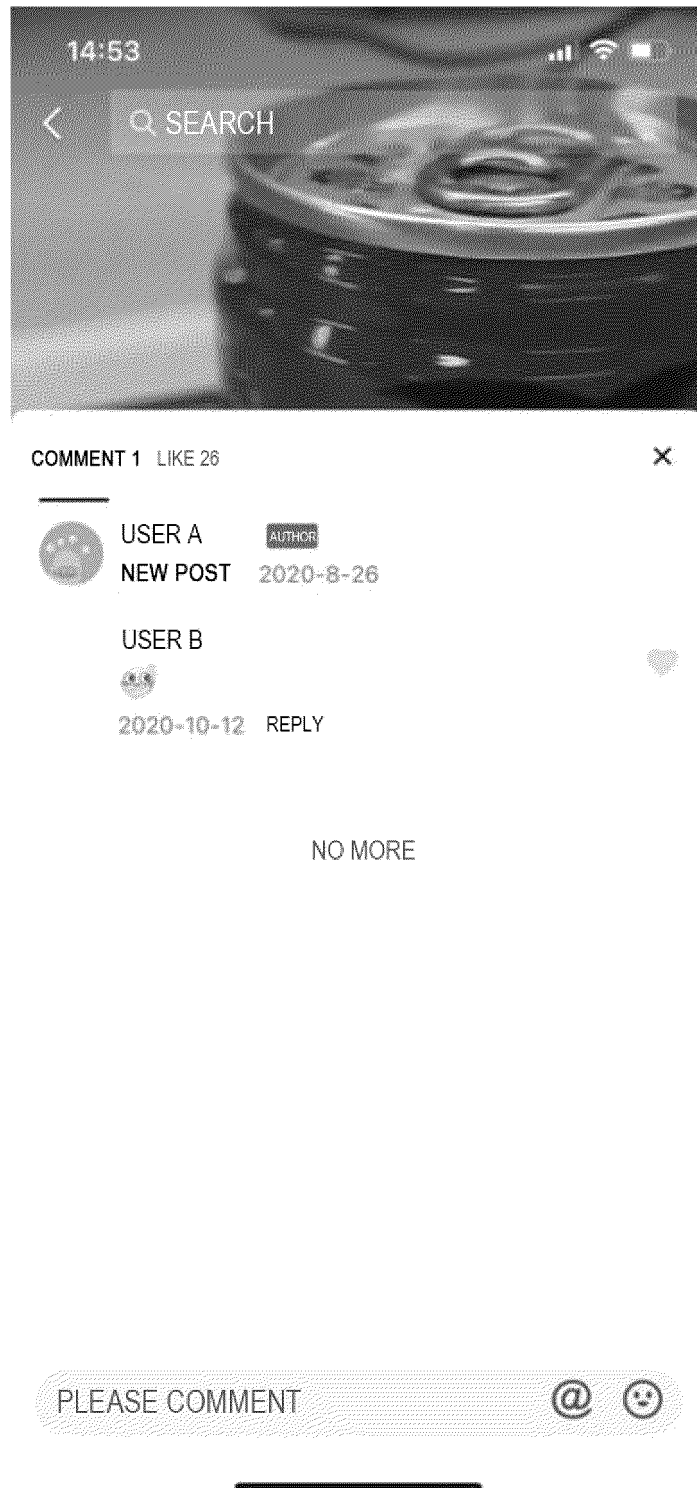 14:53
SEARCH
COMMENT 1 LIKE 26
USER A AUTHOR
NEW POST 2020-8-26
USER B
2020-10-12 REPLY
NO MORE
PLEASE COMMENT @